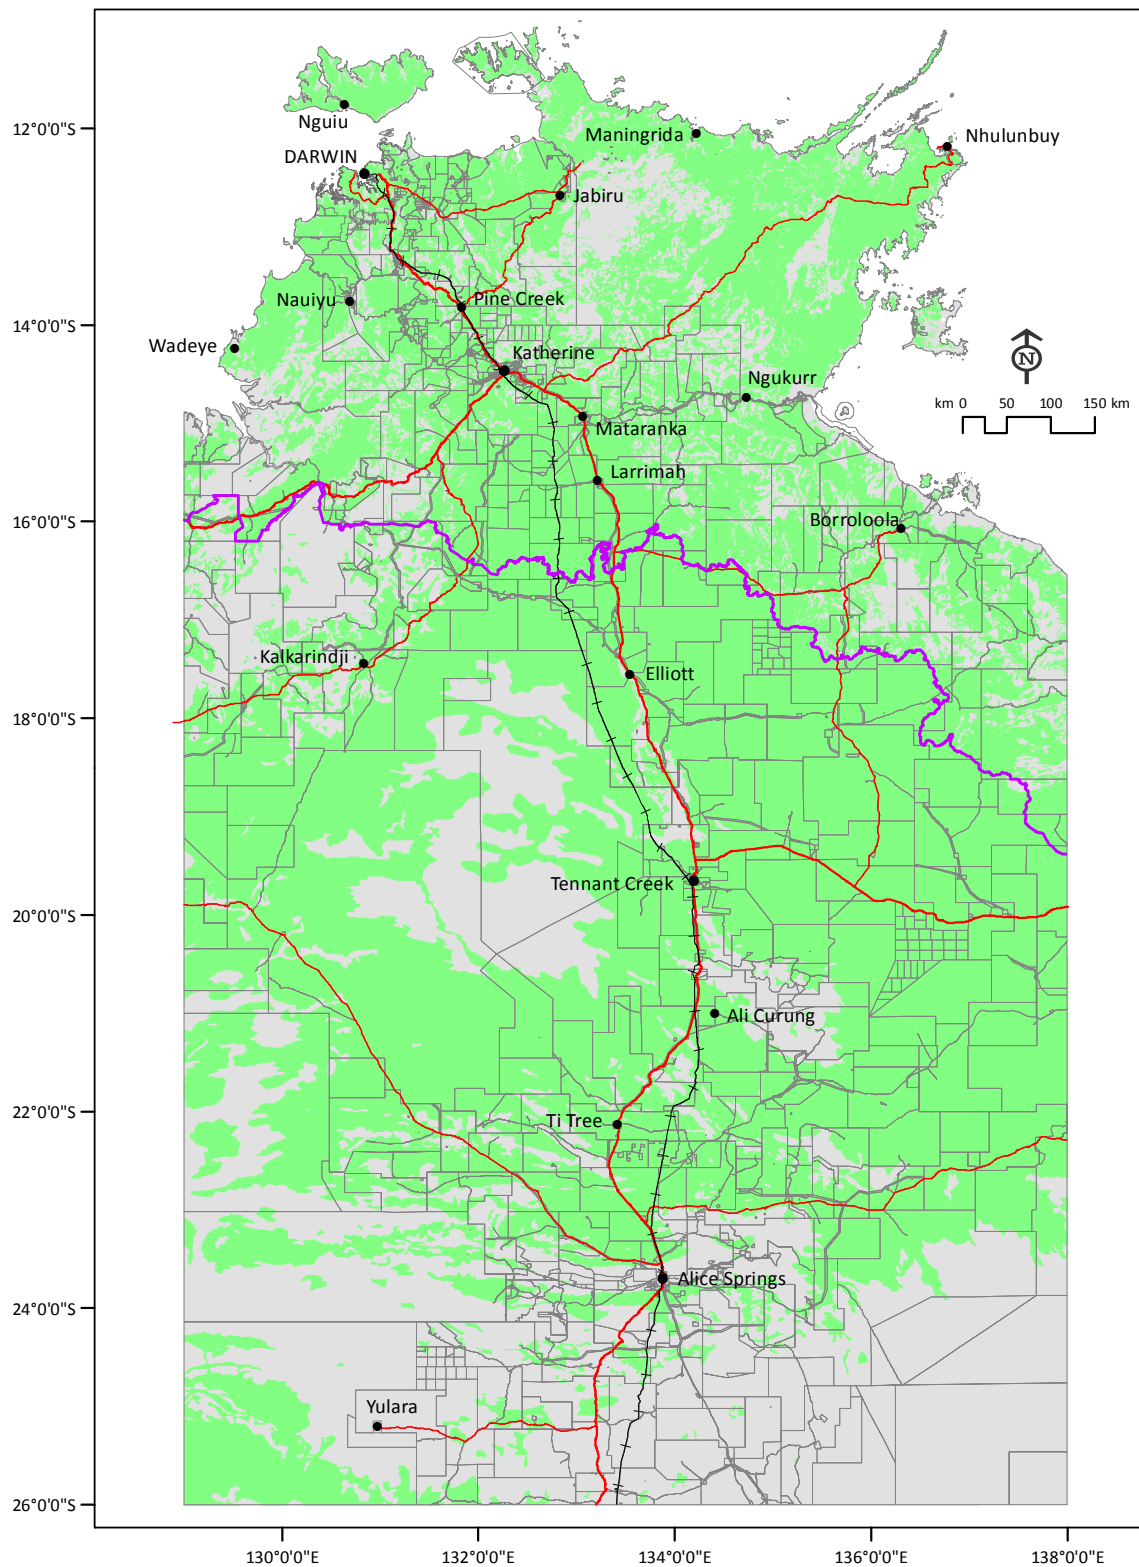 12°0'0"S
Nguiu
Maningrida
Nhulunbuy
DARWIN
Jabiru
Nauiyu
Pine Creek
14°0'0"S
Wadeye
Katherine
N
Ngukurr
km 0 50 100 150 km
Mataranka
Larrimah
16°0'0"S
Borroloola
Kalkarindji
Elliott
18°0'0"S
Tennant Creek
20°0'0"S
Ali Curung
22°0'0"S
Ti Tree
Alice Springs
24°0'0"S
Yulara
26°0'0"S
130°0'0"E 132°0'0"E 134°0'0"E 136°0'0"E 138°0'0"E